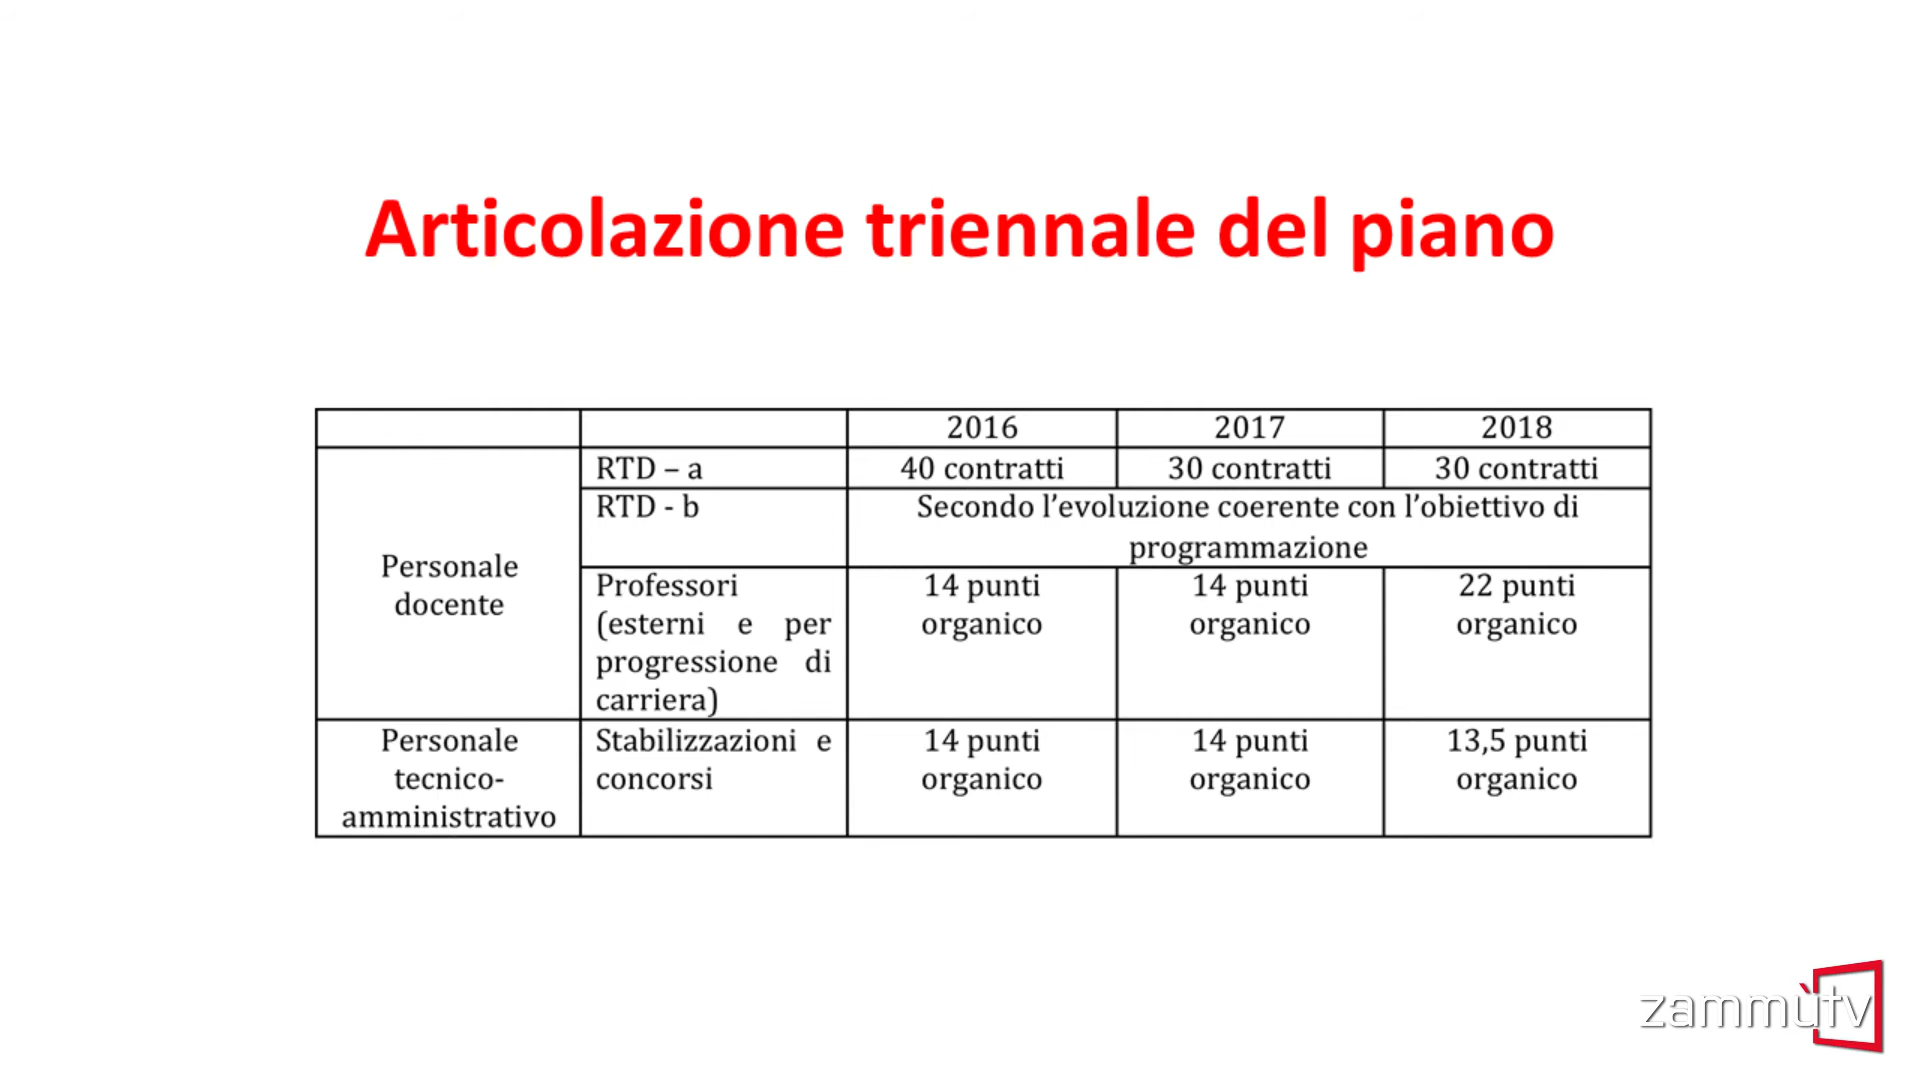 Articolazione triennale del piano
2016 2017 2018
Personale
docente
RTD – a 40 contratti 30 contratti 30 contratti
RTD - b Secondo l’evoluzione coerente con l’obiettivo di
programmazione
Professori 14 punti 14 punti 22 punti
(esterni e per organico organico organico
progressione di
carriera)
Personale Stabilizzazioni e 14 punti 14 punti 13,5 punti
tecnico- concorsi organico organico organico
amministrativo
zammùtv